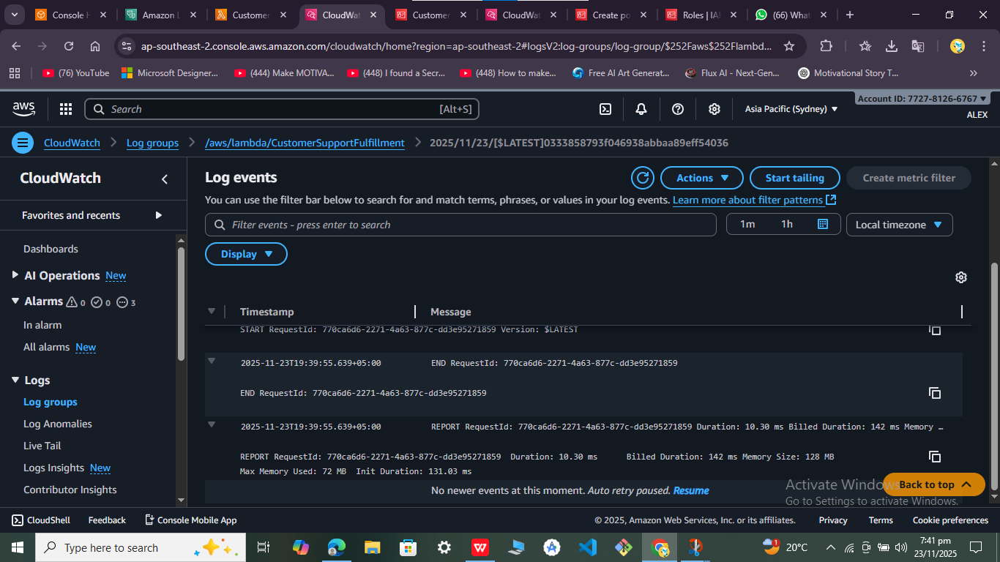 Console H
Amazon L
Customer
CloudWat
Customer
CloudWat
Create po
Roles | IAM
(66) What
ap-southeast-2.console.aws.amazon.com/cloudwatch/home?region=ap-southeast-2#logsV2:log-groups/log-group/$252Faws$252Flambd...
(76) YouTube
Microsoft Designer...
(444) Make MOTIVA...
(448) I found a Secr...
(448) How to make...
Free AI Art Generat...
Flux AI - Next-Gen...
Motivational Story T...
aws
Search
[Alt+S]
Asia Pacific (Sydney)
Account ID: 7727-8126-6767
ALEX
CloudWatch
Log groups
/aws/lambda/CustomerSupportFulfillment
2025/11/23/[$LATEST]0333858793f046938abbaa89eff54036
CloudWatch
Favorites and recents
Dashboards
AI Operations New
Alarms 0 0 3
In alarm
All alarms New
Logs
Log groups
Log Anomalies
Live Tail
Logs Insights New
Contributor Insights
Log events
Actions
Start tailing
Create metric filter
You can use the filter bar below to search for and match terms, phrases, or values in your log events. Learn more about filter patterns
Filter events - press enter to search
1m 1h
Local timezone
Display
Timestamp Message
START RequestId: 770ca6d6-2271-4a63-877c-dd3e95271859 Version: $LATEST
2025-11-23T19:39:55.639+05:00 END RequestId: 770ca6d6-2271-4a63-877c-dd3e95271859
END RequestId: 770ca6d6-2271-4a63-877c-dd3e95271859
2025-11-23T19:39:55.639+05:00 REPORT RequestId: 770ca6d6-2271-4a63-877c-dd3e95271859 Duration: 10.30 ms Billed Duration: 142 ms Memory …
REPORT RequestId: 770ca6d6-2271-4a63-877c-dd3e95271859 Duration: 10.30 ms Billed Duration: 142 ms Memory Size: 128 MB
Max Memory Used: 72 MB Init Duration: 131.03 ms
No newer events at this moment. Auto retry paused. Resume
Back to top
Activate Windows
Go to Settings to activate Windows.
CloudShell
Feedback
Console Mobile App
© 2025, Amazon Web Services, Inc. or its affiliates.
Privacy
Terms
Cookie preferences
Type here to search
1
20°C
7:41 pm
23/11/2025